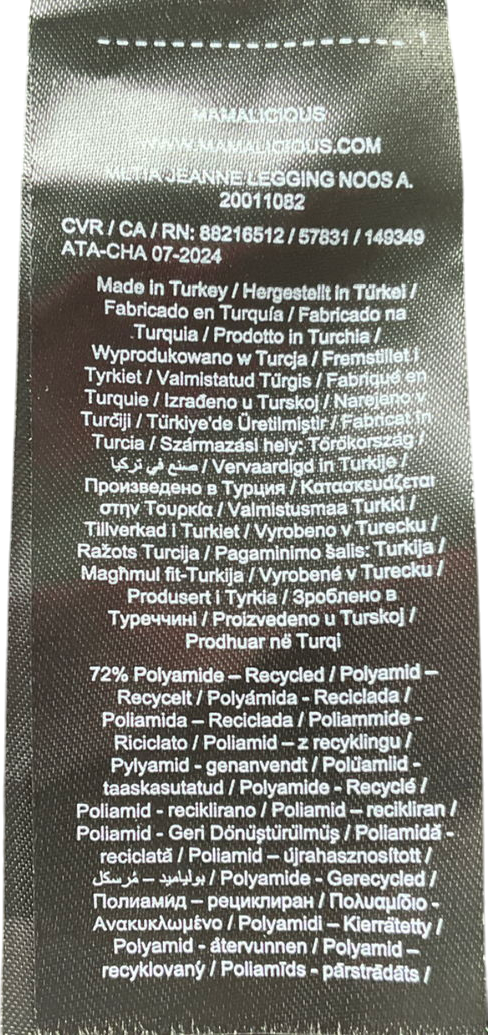 MAMALICIOUS
WWW.MAMALICIOUS.COM
JEANNE LEGGING NOOS A.
20011082
CVR / CA / RN: 88216512 / 57831 / 149349
ATA-CHA 07-2024
Made in Turkey / Hergestellt in Türkei /
Fabricado en Turquía / Fabricado na
Turquia / Prodotto in Turchia /
Wyprodukowano w Turcja / Fremstillet i
Tyrkiet / Valmistatud Türgis / Fabriqué en
Turquie / Izrađeno u Turskoj / Narejeno v
Turčiji / Türkiye'de Üretilmiştir / Fabricat în
Turcia / Származási hely: Törökország /
صنع في تركيا / Vervaardigd in Turkije /
Произведено в Турция / Κατασκευάζεται
στην Τουρκία / Valmistusmaa Turkki /
Tillverkad i Turkiet / Vyrobeno v Turecku /
Ražots Turcija / Pagaminimo šalis: Turkija /
Magħmul fit-Turkija / Vyrobené v Turecku /
Produsert i Tyrkia / Зроблено в
Туреччині / Proizvedeno u Turskoj /
Prodhuar në Turqi
72% Polyamide – Recycled / Polyamid –
Recycelt / Polyámida - Reciclada /
Poliamida – Reciclada / Poliammide -
Riciclato / Poliamid – z recyklingu /
Pylyamid - genanvendt / Polüamiid -
taaskasutatud / Polyamide - Recyclé /
Poliamid - reciklirano / Poliamid – recikliran /
Poliamid - Geri Dönüştürülmüş / Poliamidă -
reciclată / Poliamid – újrahasznosított /
بولياميد – مُرسكل / Polyamide - Gerecycled /
Полиамид – рециклиран / Πολυαμίδιο -
Ανακυκλωμένο / Polyamidi – Kierrätetty /
Polyamid - återvunnen / Polyamid –
recyklovaný / Poliamīds - pārstrādāts /